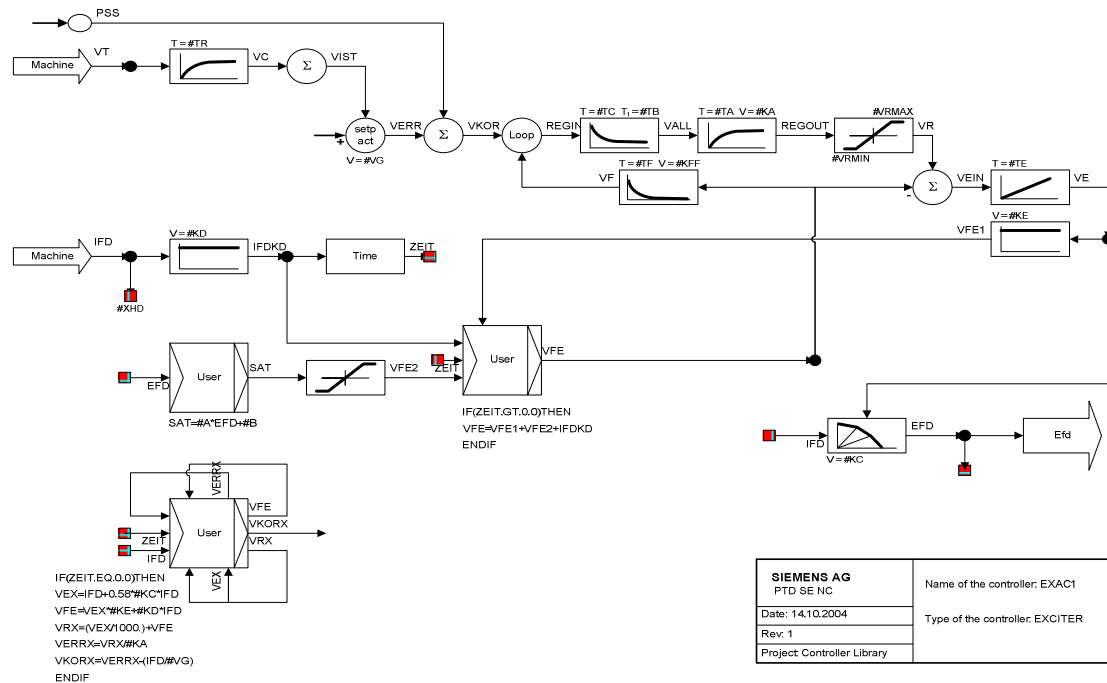 PSS
T=#TR
VT
VC
VIST
Machine
Σ
T=#TC T₁=#TB
T=#TA V=#KA
#VRMAX
setp
act
VERR
Σ
VKOR
Loop
REGIN
VALL
REGOUT
VR
+
V=#VG
#VRMIN
T=#TF V=#KFF
T=#TE
VF
Σ
VEIN
VE
-
V=#KE
VFE1
V=#KD
IFD
IFDKD
ZEIT
Machine
Time
#XHD
User
VFE
SAT
VFE2
ZEIT
User
EFD
SAT=#A*EFD+#B
IF(ZEIT.GT.0.0)THEN
VFE=VFE1+VFE2+IFDKD
ENDIF
EFD
Efd
IFD
V=#KC
VERRX
VFE
VKORX
User
VRX
ZEIT
IFD
VEX
IF(ZEIT.EQ.0.0)THEN
VEX=IFD+0.58*#KC*IFD
VFE=VEX*#KE+#KD*IFD
VRX=(VEX/1000.)+VFE
VERRX=VRX/#KA
VKORX=VERRX-(IFD/#VG)
ENDIF
SIEMENS AG
PTD SE NC
Date: 14.10.2004
Rev: 1
Project: Controller Library
Name of the controller: EXAC1
Type of the controller: EXCITER